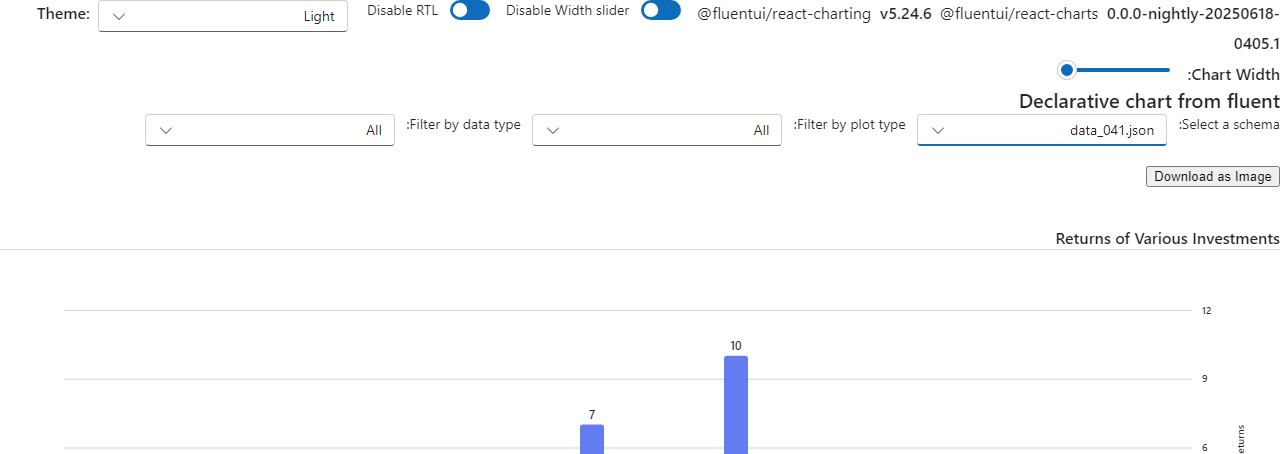 Theme: Light Disable RTL Disable Width slider @fluentui/react-charting v5.24.6 @fluentui/react-charts 0.0.0-nightly-20250618-
0405.1
:Chart Width
Declarative chart from fluent
All :Filter by data type All :Filter by plot type data_041.json :Select a schema
Download as Image
Returns of Various Investments
12
10
9
7
6